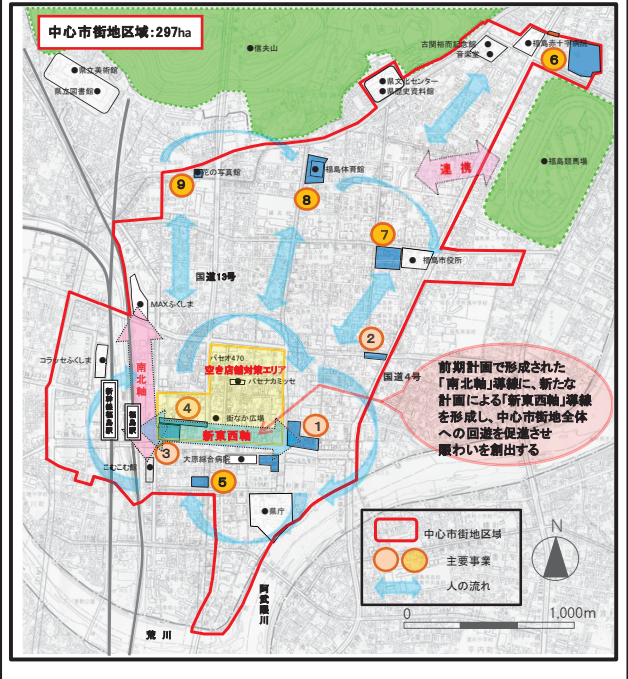 中心市街地区域:297ha
●信夫山
古関裕而記念館
音楽堂
福島赤十字病院
⑥
●県立美術館
県立図書館●
●県文化センター
●県歴史資料館
連携
●福島競馬場
花の写真館
⑨
●福島体育館
⑧
⑦
福島市役所
国道13号
MAXふくしま
②
コラッセふくしま
パセオ470
空き店舗対策エリア
パセナカミッセ
国道4号
前期計画で形成された
「南北軸」導線に、新たな
計画による「新東西軸」導線
を形成し、中心市街地全体
への回遊を促進させ
賑わいを創出する
南北軸
新幹線福島駅
福島駅
④
街なか広場
①
新東西軸
③
大原綜合病院
こむこむ館
⑤
●県庁
中心市街地区域
主要事業
人の流れ
N
0
1,000m
阿武隈川
荒川